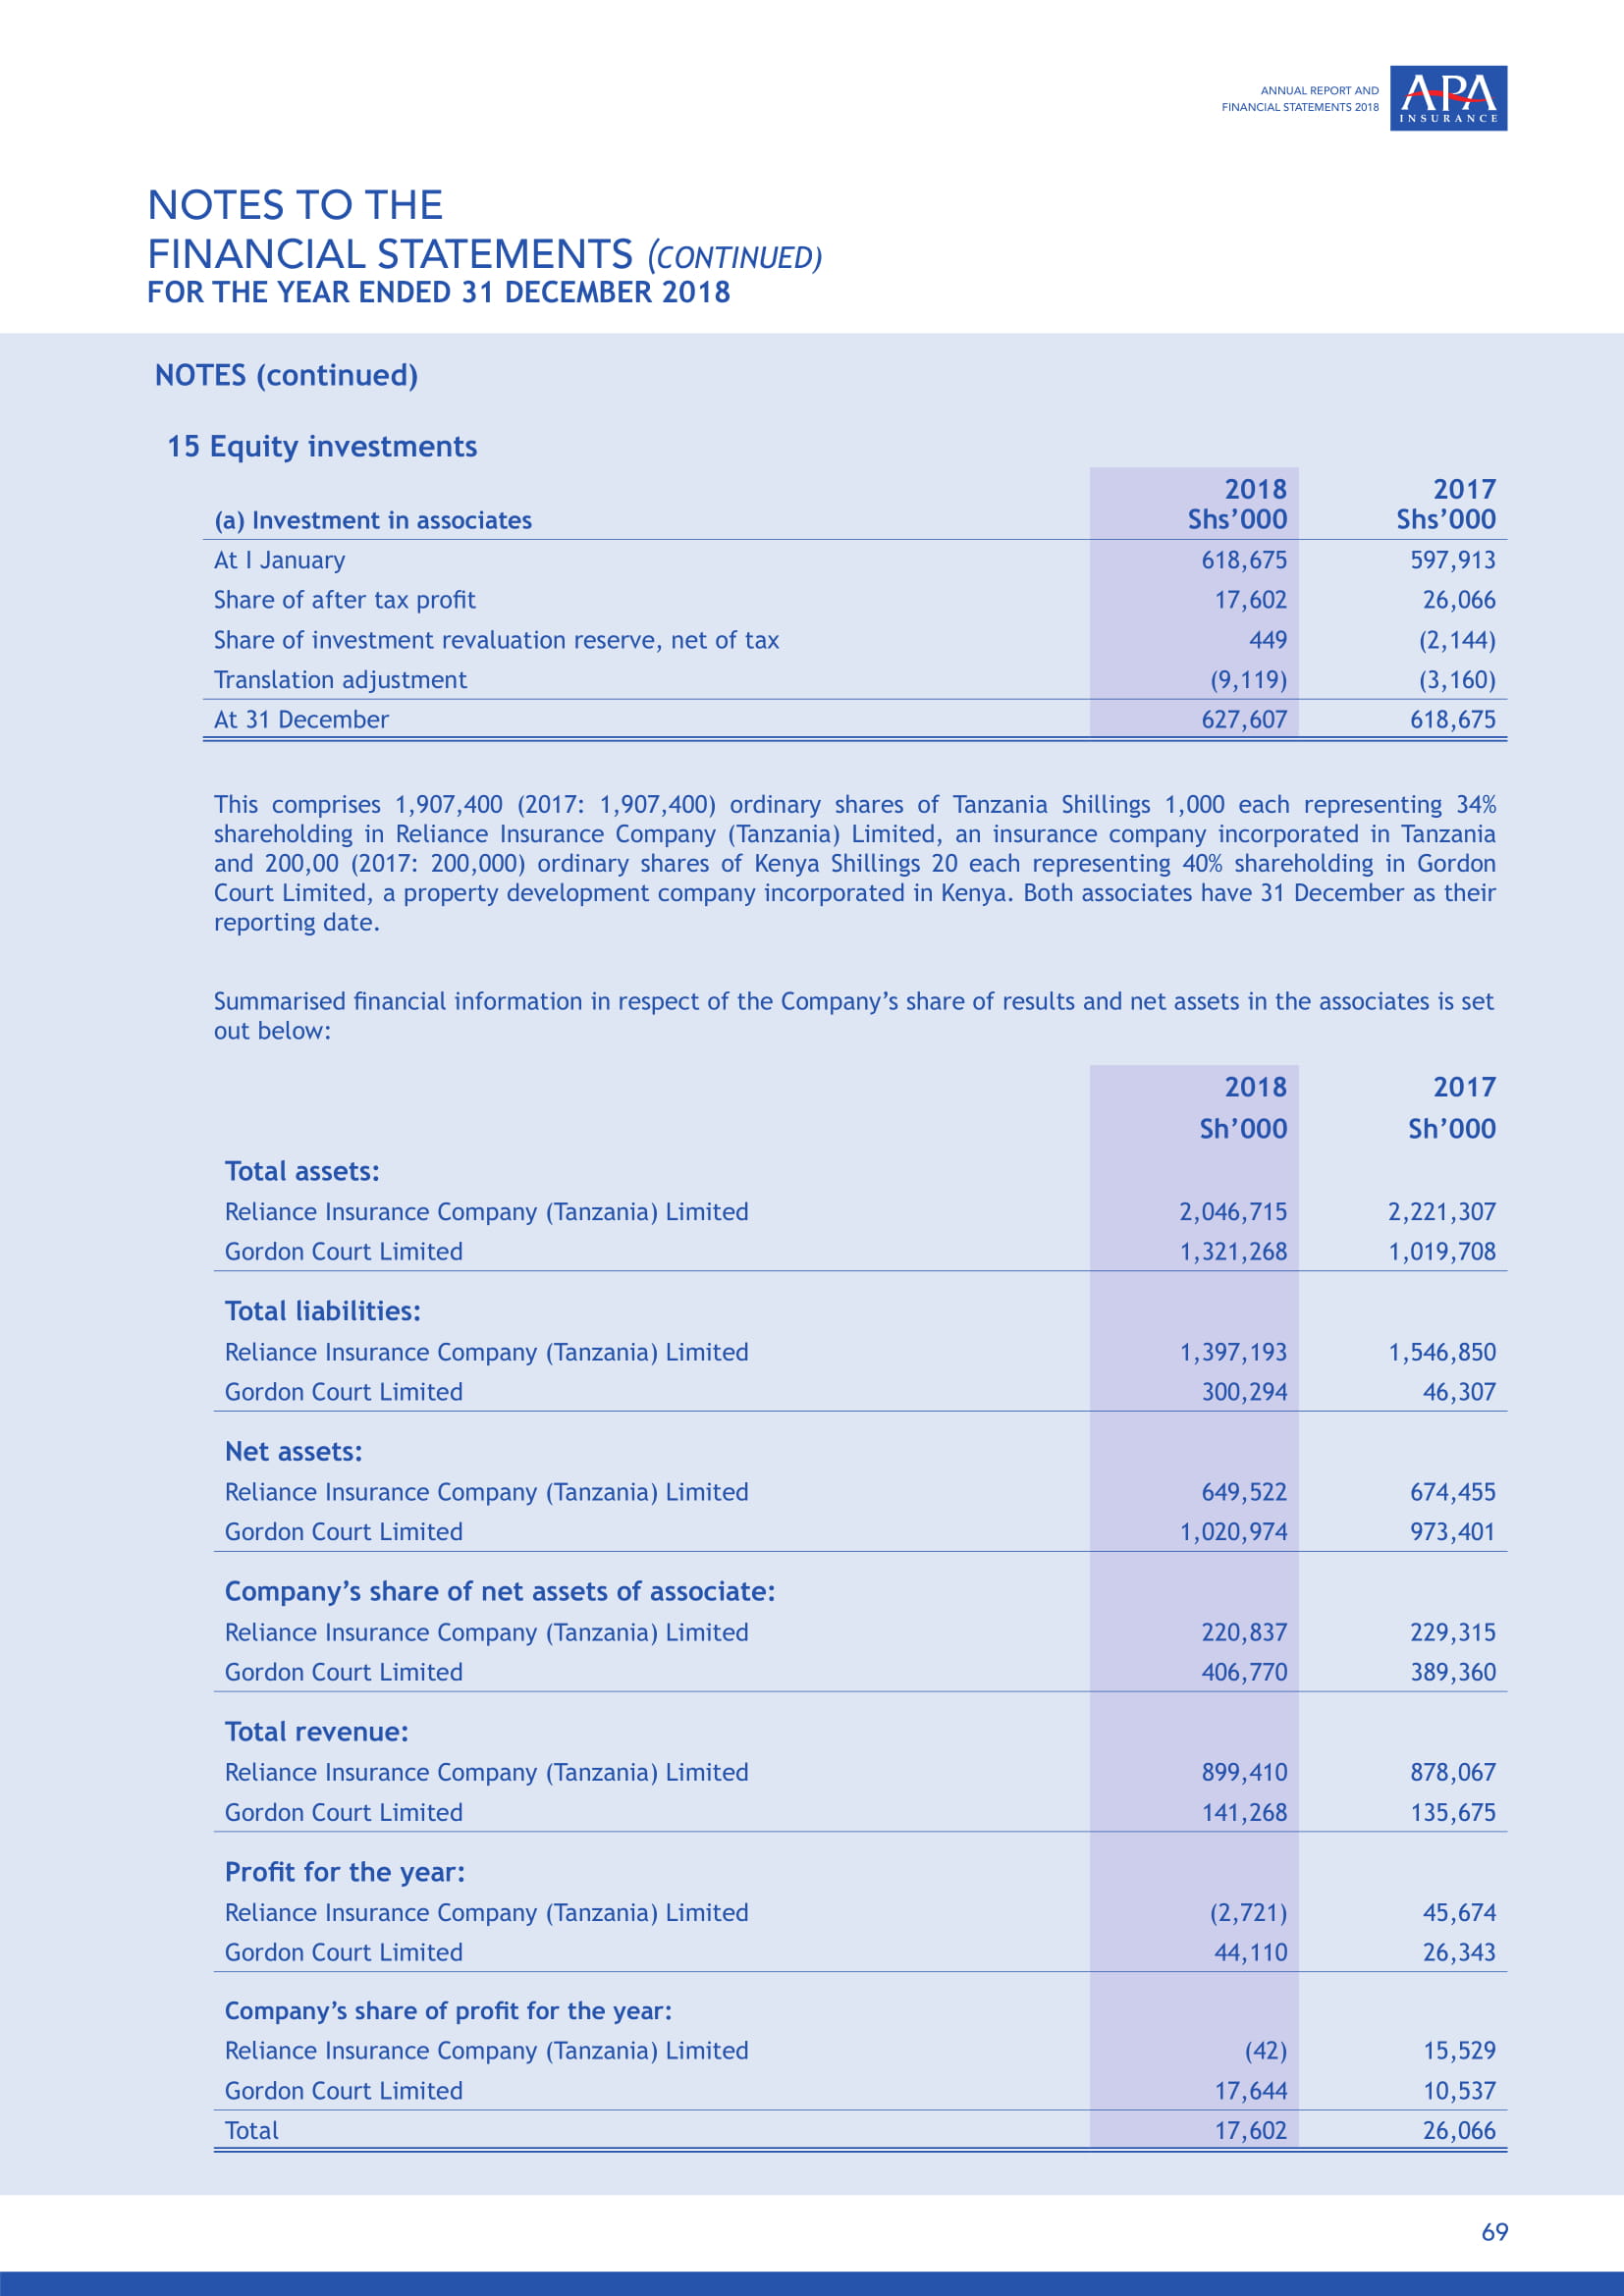 ANNUAL REPORT AND
FINANCIAL STATEMENTS 2018
APA
INSURANCE
NOTES TO THE
FINANCIAL STATEMENTS (CONTINUED)
FOR THE YEAR ENDED 31 DECEMBER 2018
NOTES (continued)
15 Equity investments
2018 2017
(a) Investment in associates Shs’000 Shs’000
At I January 618,675 597,913
Share of after tax profit 17,602 26,066
Share of investment revaluation reserve, net of tax 449 (2,144)
Translation adjustment (9,119) (3,160)
At 31 December 627,607 618,675
This comprises 1,907,400 (2017: 1,907,400) ordinary shares of Tanzania Shillings 1,000 each representing 34%
shareholding in Reliance Insurance Company (Tanzania) Limited, an insurance company incorporated in Tanzania
and 200,00 (2017: 200,000) ordinary shares of Kenya Shillings 20 each representing 40% shareholding in Gordon
Court Limited, a property development company incorporated in Kenya. Both associates have 31 December as their
reporting date.
Summarised financial information in respect of the Company’s share of results and net assets in the associates is set
out below:
2018 2017
Sh’000 Sh’000
Total assets:
Reliance Insurance Company (Tanzania) Limited 2,046,715 2,221,307
Gordon Court Limited 1,321,268 1,019,708
Total liabilities:
Reliance Insurance Company (Tanzania) Limited 1,397,193 1,546,850
Gordon Court Limited 300,294 46,307
Net assets:
Reliance Insurance Company (Tanzania) Limited 649,522 674,455
Gordon Court Limited 1,020,974 973,401
Company’s share of net assets of associate:
Reliance Insurance Company (Tanzania) Limited 220,837 229,315
Gordon Court Limited 406,770 389,360
Total revenue:
Reliance Insurance Company (Tanzania) Limited 899,410 878,067
Gordon Court Limited 141,268 135,675
Profit for the year:
Reliance Insurance Company (Tanzania) Limited (2,721) 45,674
Gordon Court Limited 44,110 26,343
Company’s share of profit for the year:
Reliance Insurance Company (Tanzania) Limited (42) 15,529
Gordon Court Limited 17,644 10,537
Total 17,602 26,066
69